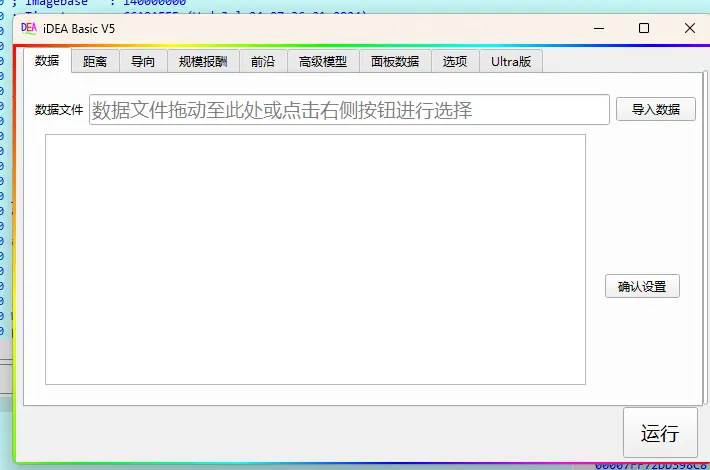 ; Imagebase : 140000000
DEA iDEA Basic V5
数据 距离 导向 规模报酬 前沿 高级模型 面板数据 选项 Ultra版
数据文件 数据文件拖动至此处或点击右侧按钮进行选择 导入数据
确认设置
运行